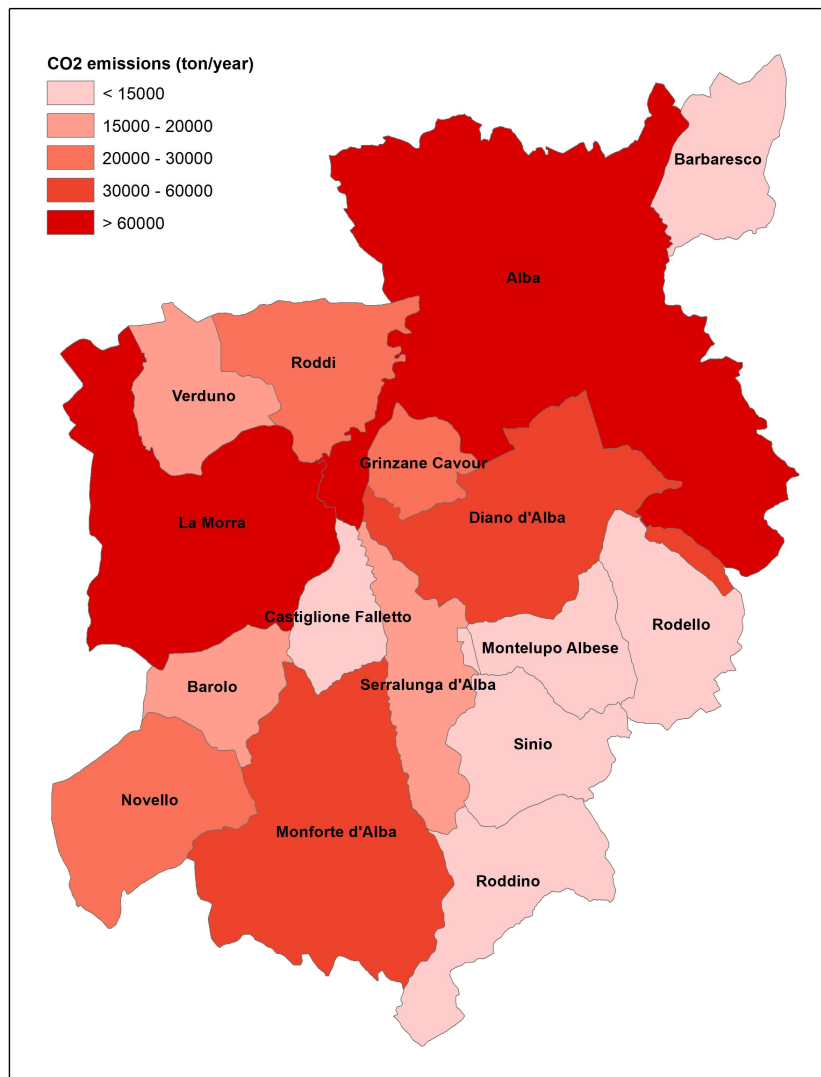 CO2 emissions (ton/year)
< 15000
15000 - 20000
20000 - 30000
30000 - 60000
> 60000
Barbaresco
Alba
Roddi
Verduno
Grinzane Cavour
Diano d'Alba
La Morra
Castiglione Falletto
Rodello
Montelupo Albese
Serralunga d'Alba
Barolo
Sinio
Novello
Monforte d'Alba
Roddino